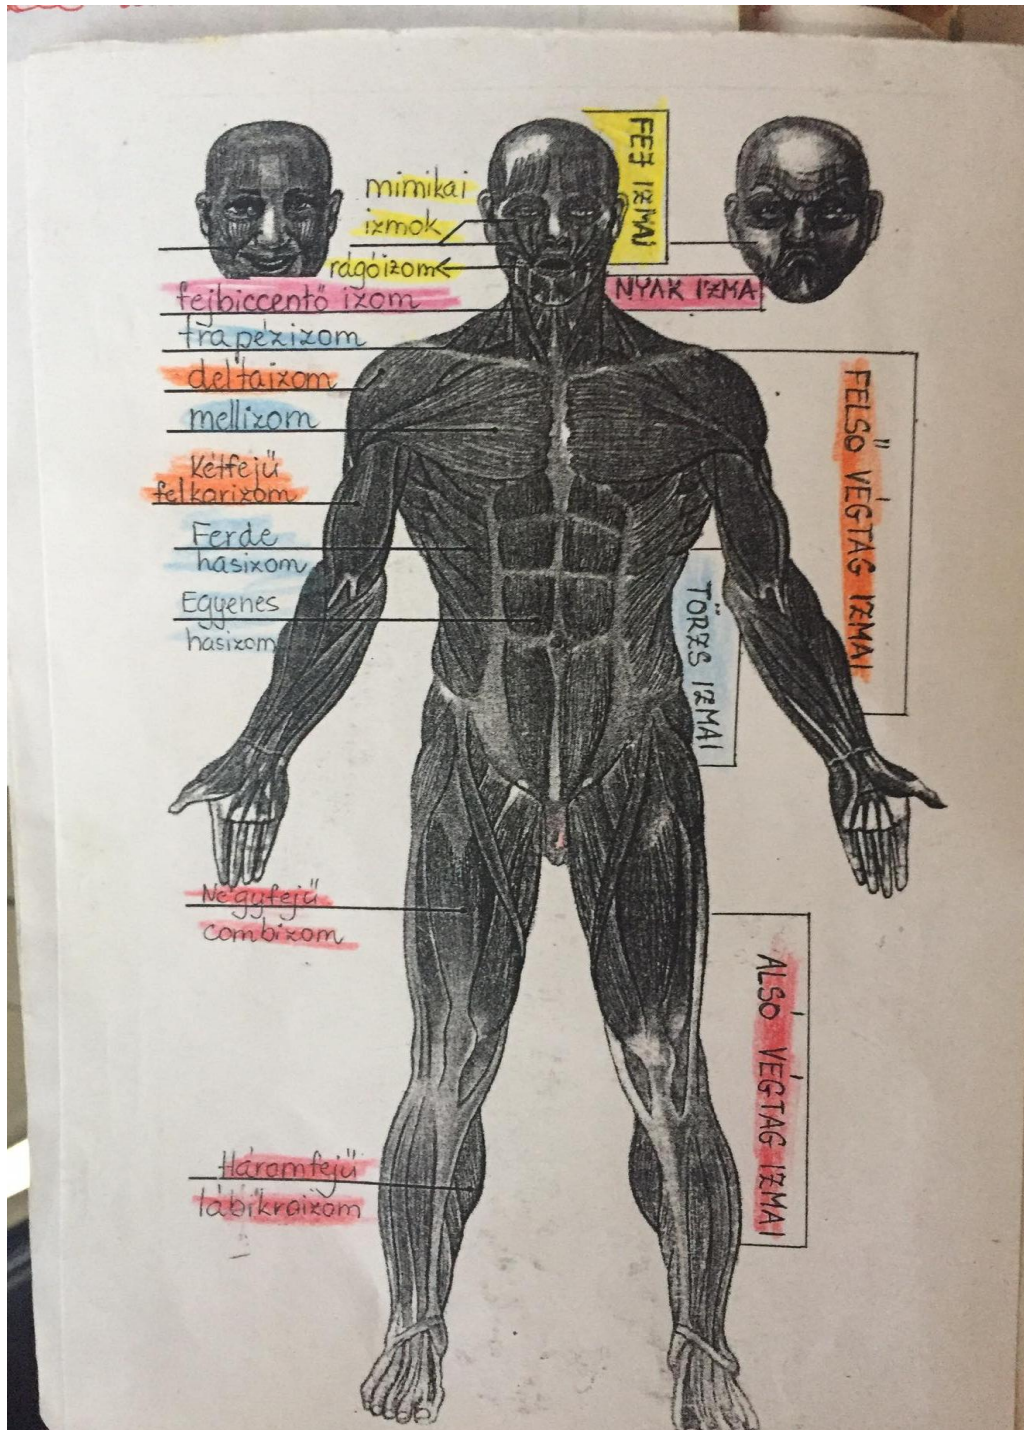 FEJ IZMAI
mimikai
izmok
rágóizom
NYAK IZMA
fejbiccentő izom
trapézizom
deltaizom
mellizom
Kétfejű
felkarizom
FELSŐ VÉGTAG IZMAI
Ferde
hasizom
Egyenes
hasizom
TÖRZS IZMAI
Négyfejű
combizom
ALSÓ VÉGTAG IZMAI
Háromfejű
lábikraizom